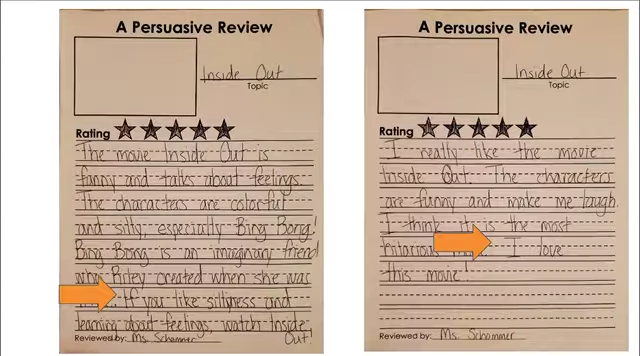 A Persuasive Review
Inside Out
Topic
Rating
The movie Inside Out is
funny and talks about feelings.
The characters are colorful
and silly, especially Bing Bong!
Bing Bong is an imaginary friend
who Riley created when she was
If you like sillyness and
learning about feelings, watch Inside
Out!
Reviewed by: Ms. Schommer
A Persuasive Review
Inside Out
Topic
Rating
I really like the movie
Inside Out. The characters
are funny and make me laugh.
I think it is the most
hilarious I love
this movie!
Reviewed by: Ms. Schommer